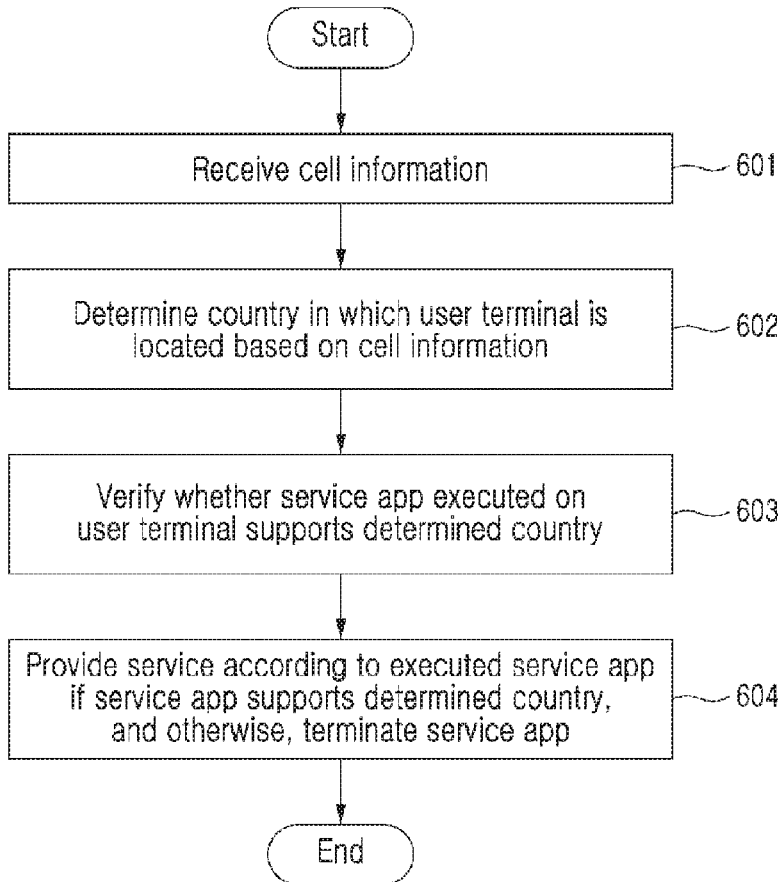 Start
Receive cell information
601
Determine country in which user terminal is
located based on cell information
602
Verify whether service app executed on
user terminal supports determined country
603
Provide service according to executed service app
if service app supports determined country,
and otherwise, terminate service app
604
End